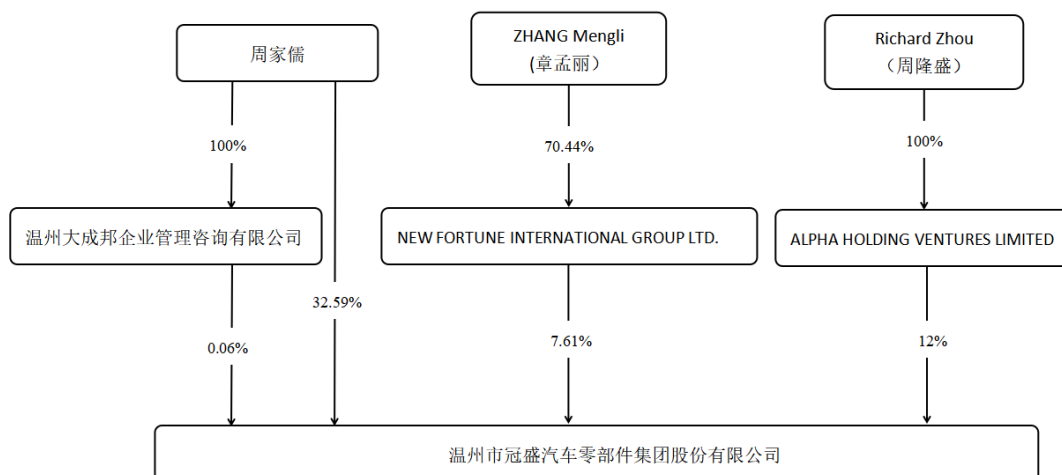 周家儒
ZHANG Mengli
(章孟丽）
Richard Zhou
（周隆盛）
100%
70.44%
100%
温州大成邦企业管理咨询有限公司
NEW FORTUNE INTERNATIONAL GROUP LTD.
ALPHA HOLDING VENTURES LIMITED
32.59%
0.06%
7.61%
12%
温州市冠盛汽车零部件集团股份有限公司